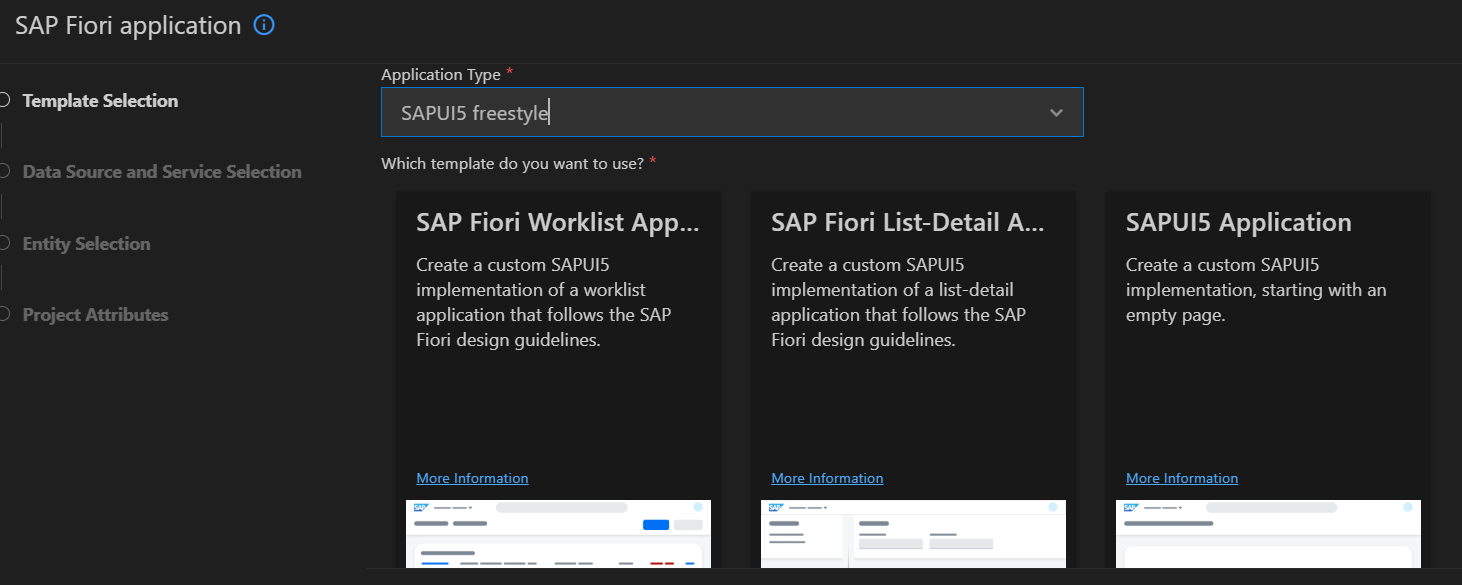 SAP Fiori application
Template Selection
Data Source and Service Selection
Entity Selection
Project Attributes
Application Type *
SAPUI5 freestyle
Which template do you want to use? *
SAP Fiori Worklist App...
Create a custom SAPUI5
implementation of a worklist
application that follows the SAP
Fiori design guidelines.
More Information
SAP
SAP Fiori List-Detail A...
Create a custom SAPUI5
implementation of a list-detail
application that follows the SAP
Fiori design guidelines.
More Information
SAP
SAPUI5 Application
Create a custom SAPUI5
implementation, starting with an
empty page.
More Information
SAP